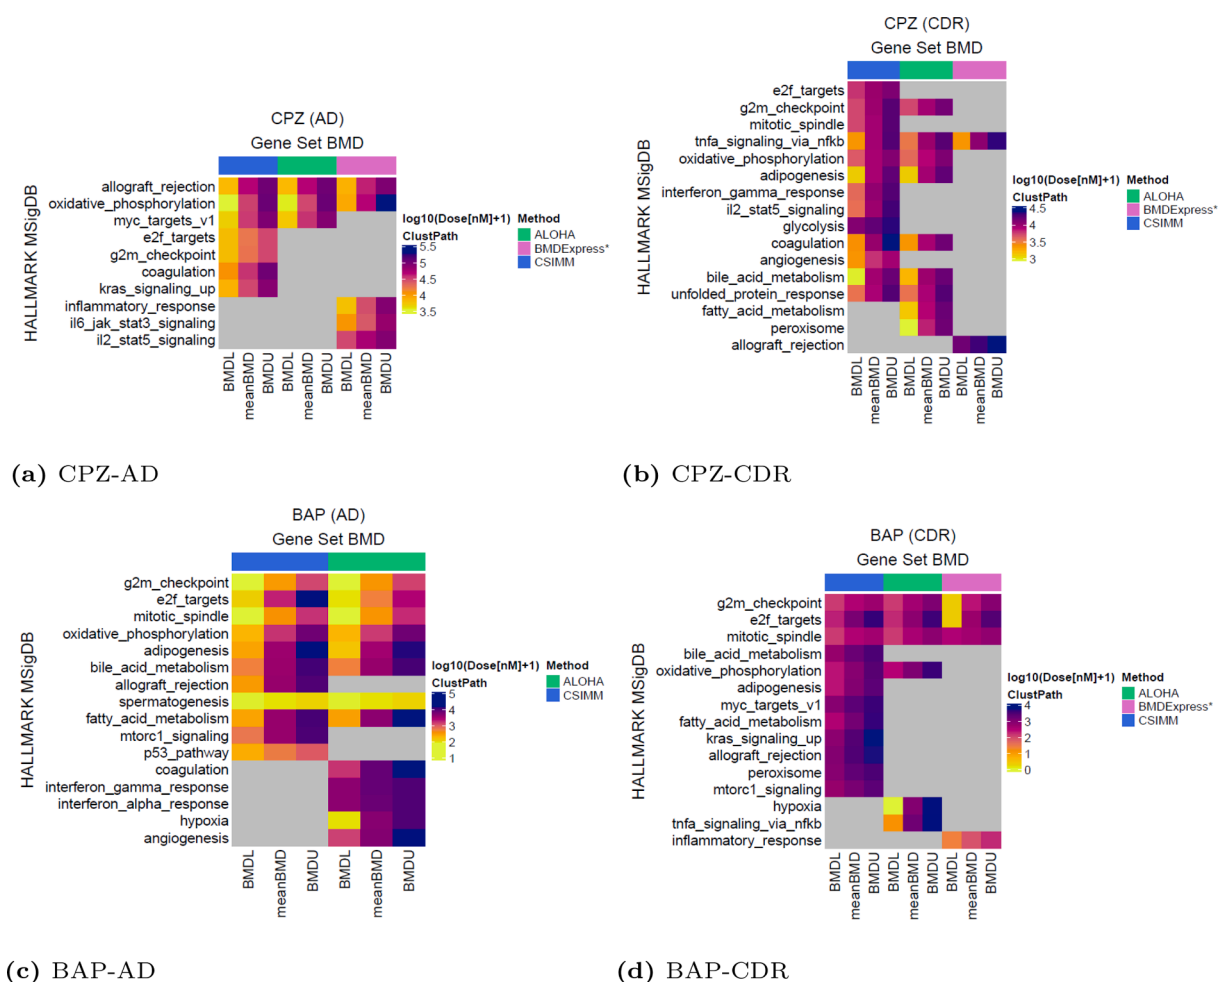 CPZ (AD)
Gene Set BMD
HALLMARK MSigDB
allograft_rejection
oxidative_phosphorylation
myc_targets_v1
e2f_targets
g2m_checkpoint
coagulation
kras_signaling_up
inflammatory_response
il6_jak_stat3_signaling
il2_stat5_signaling
BMDL
meanBMD
BMDU
BMDL
meanBMD
BMDU
BMDL
meanBMD
BMDU
log10(Dose[nM]+1) Method
ClustPath
5.5
5
4.5
4
3.5
ALOHA
BMDExpress*
CSIMM
(a) CPZ-AD
CPZ (CDR)
Gene Set BMD
HALLMARK MSigDB
e2f_targets
g2m_checkpoint
mitotic_spindle
tnfa_signaling_via_nfkb
oxidative_phosphorylation
adipogenesis
interferon_gamma_response
il2_stat5_signaling
glycolysis
coagulation
angiogenesis
bile_acid_metabolism
unfolded_protein_response
fatty_acid_metabolism
peroxisome
allograft_rejection
BMDL
meanBMD
BMDU
BMDL
meanBMD
BMDU
BMDL
meanBMD
BMDU
log10(Dose[nM]+1) Method
ClustPath
4.5
4
3.5
3
ALOHA
BMDExpress*
CSIMM
(b) CPZ-CDR
BAP (AD)
Gene Set BMD
HALLMARK MSigDB
g2m_checkpoint
e2f_targets
mitotic_spindle
oxidative_phosphorylation
adipogenesis
bile_acid_metabolism
allograft_rejection
spermatogenesis
fatty_acid_metabolism
mtorc1_signaling
p53_pathway
coagulation
interferon_gamma_response
interferon_alpha_response
hypoxia
angiogenesis
BMDL
meanBMD
BMDU
BMDL
meanBMD
BMDU
log10(Dose[nM]+1) Method
ClustPath
5
4
3
2
1
ALOHA
CSIMM
(c) BAP-AD
BAP (CDR)
Gene Set BMD
HALLMARK MSigDB
g2m_checkpoint
e2f_targets
mitotic_spindle
bile_acid_metabolism
oxidative_phosphorylation
adipogenesis
myc_targets_v1
fatty_acid_metabolism
kras_signaling_up
allograft_rejection
peroxisome
mtorc1_signaling
hypoxia
tnfa_signaling_via_nfkb
inflammatory_response
BMDL
meanBMD
BMDU
BMDL
meanBMD
BMDU
BMDL
meanBMD
BMDU
log10(Dose[nM]+1) Method
ClustPath
4
3
2
1
0
ALOHA
BMDExpress*
CSIMM
(d) BAP-CDR